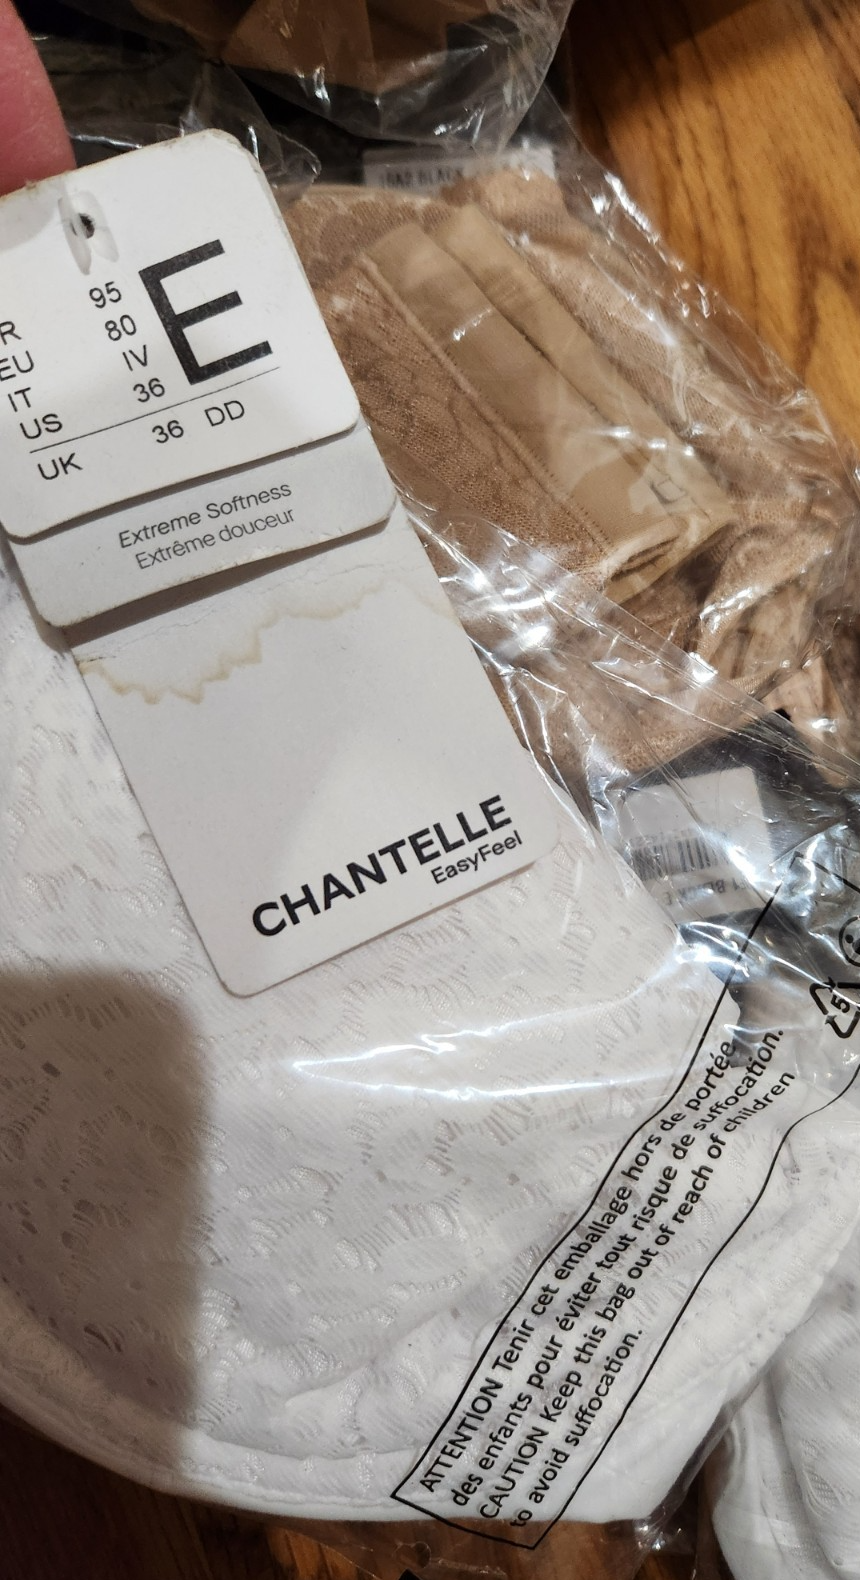 95
R
80
E
EU
IV
IT
36
US
36 DD
UK
Extreme Softness
Extrême douceur
CHANTELLE
EasyFeel
BLACK
ATTENTION Tenir cet emballage hors de portée
des enfants pour éviter tout risque de suffocation.
CAUTION Keep this bag out of reach of children
to avoid suffocation.
5